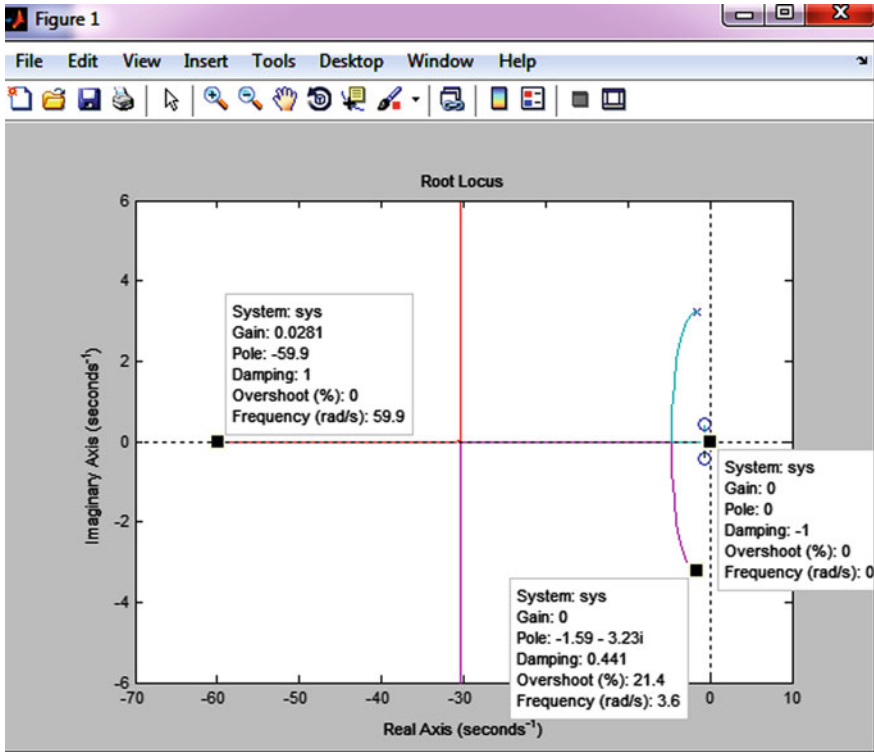 Figure 1
File Edit View Insert Tools Desktop Window Help
Root Locus
6
4
2
0
-2
-4
-6
Imaginary Axis (seconds⁻¹)
System: sys
Gain: 0.0281
Pole: -59.9
Damping: 1
Overshoot (%): 0
Frequency (rad/s): 59.9
System: sys
Gain: 0
Pole: 0
Damping: -1
Overshoot (%): 0
Frequency (rad/s): 0
System: sys
Gain: 0
Pole: -1.59 - 3.23i
Damping: 0.441
Overshoot (%): 21.4
Frequency (rad/s): 3.6
-70 -60 -50 -40 -30 0 10
Real Axis (seconds⁻¹)